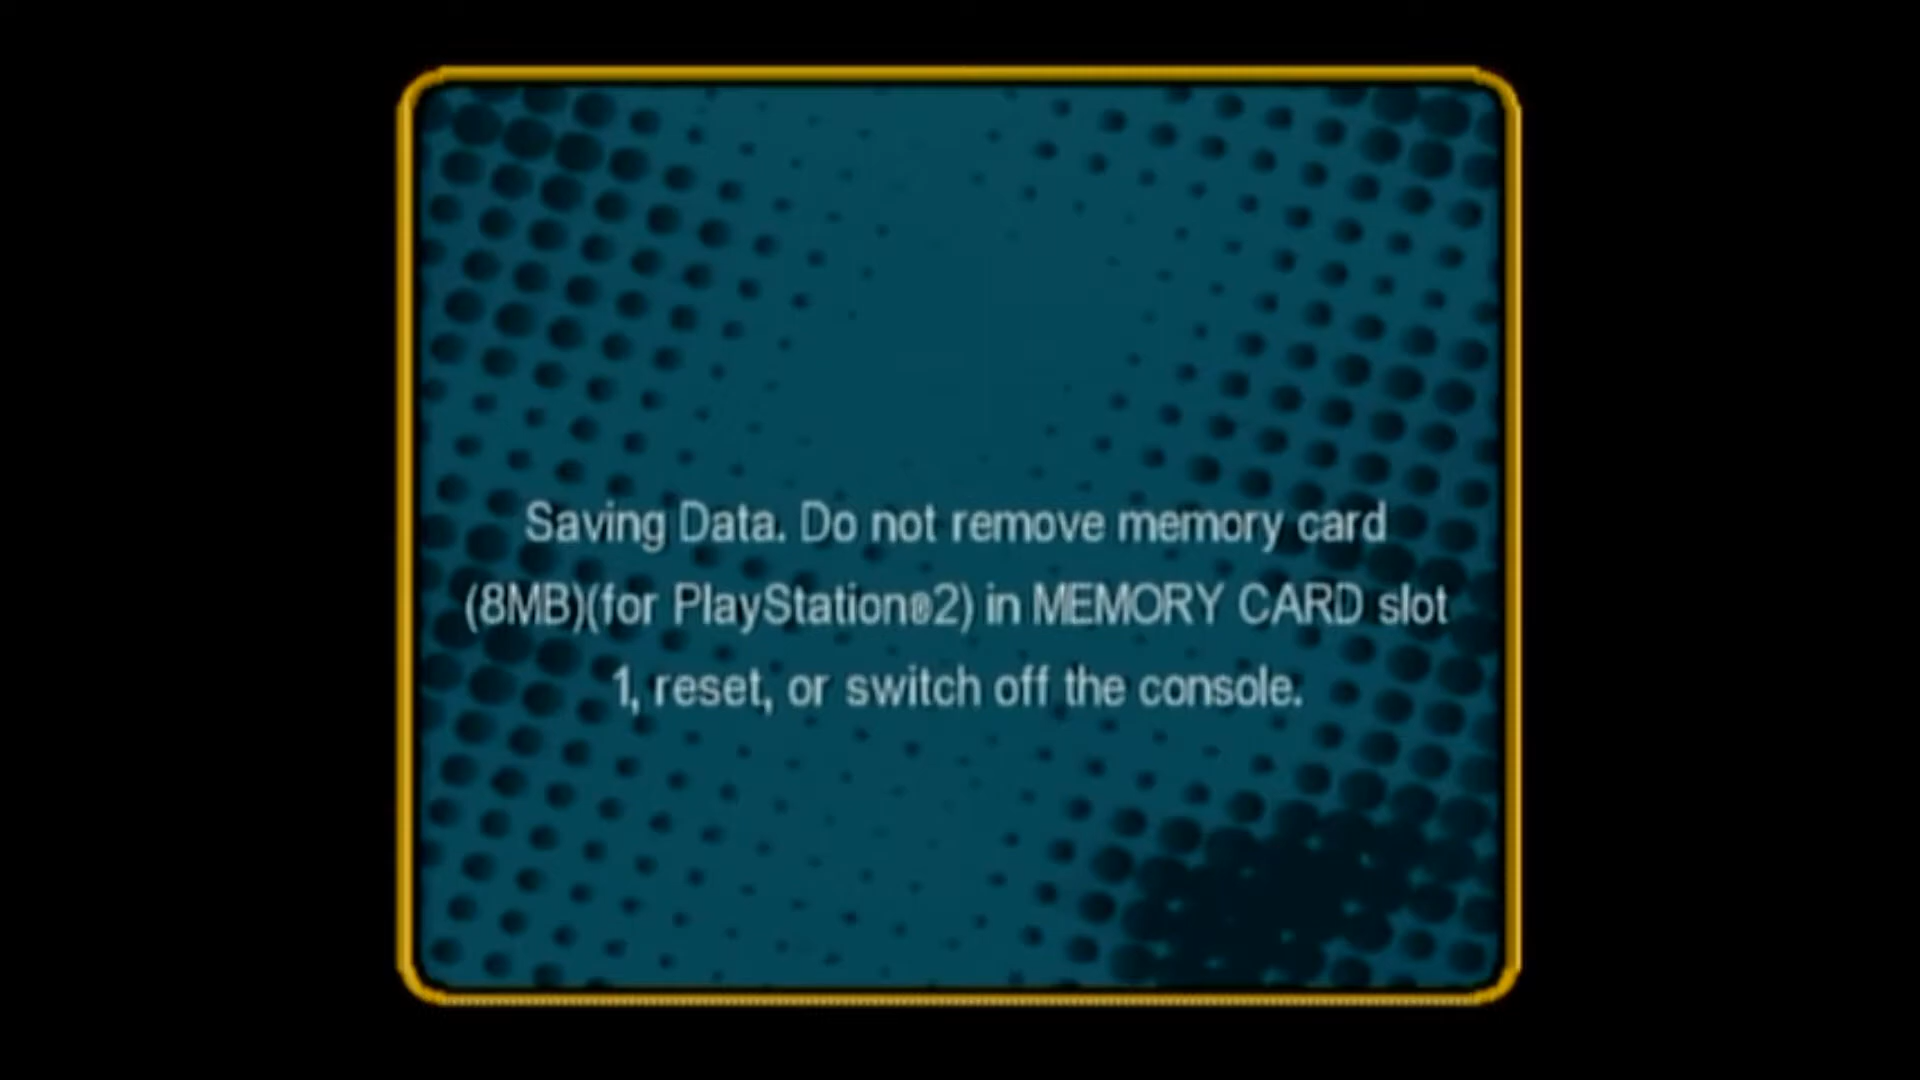 Saving Data. Do not remove memory card
(8MB)(for PlayStation®2) in MEMORY CARD slot
1, reset, or switch off the console.